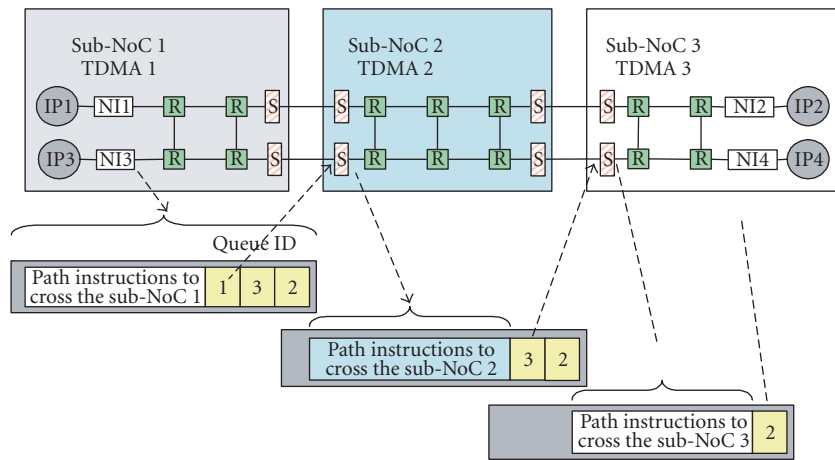 Sub-NoC 1
TDMA 1
Sub-NoC 2
TDMA 2
Sub-NoC 3
TDMA 3
IP1 NI1 R R S S R R R S S R R NI2 IP2
IP3 NI3 R R S S R R R S S R R NI4 IP4
Queue ID
Path instructions to
cross the sub-NoC 1
1 3 2
Path instructions to
cross the sub-NoC 2
3 2
Path instructions to
cross the sub-NoC 3
2